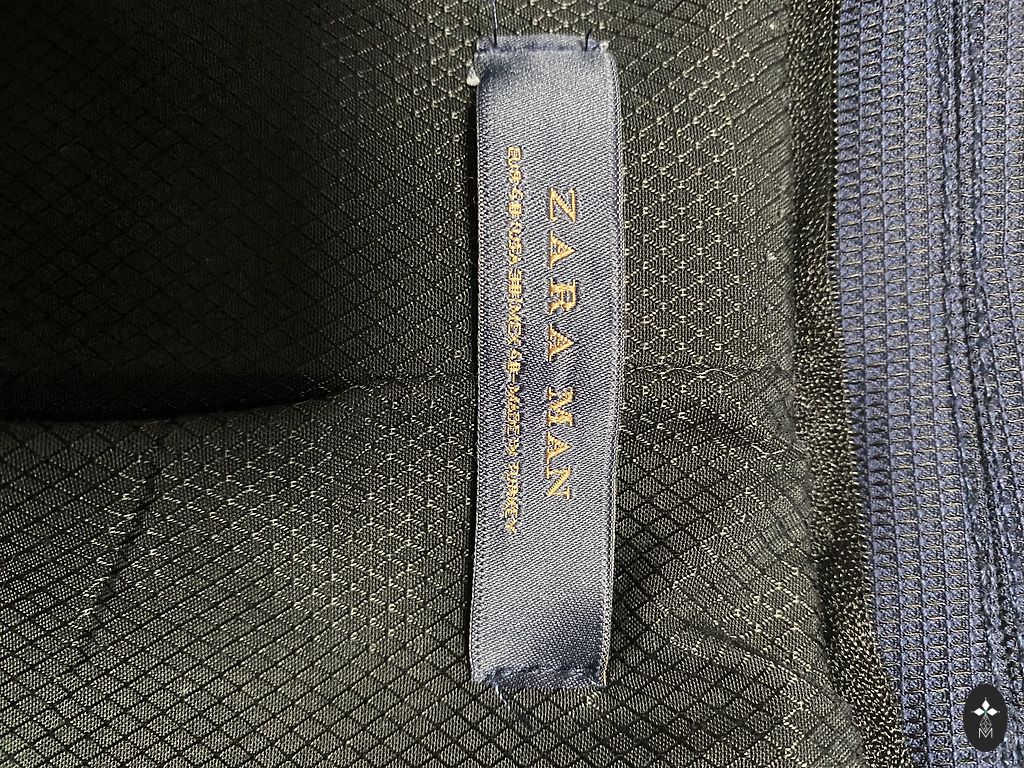 ZARA MAN
EUR 48 USA 38 MEX 48 – MADE IN TURKEY
M